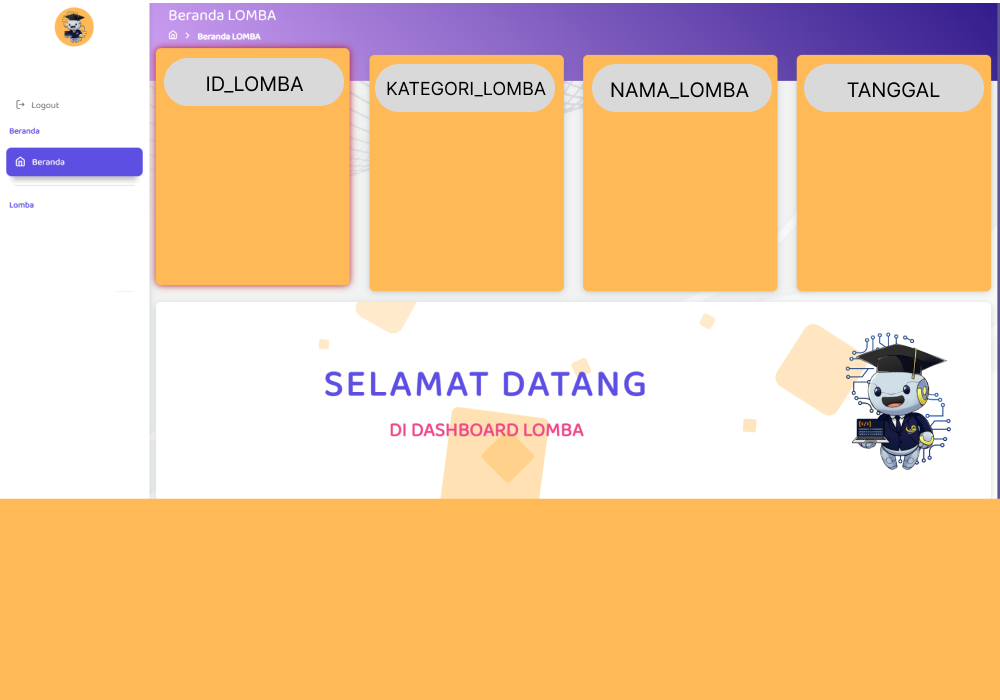 Beranda LOMBA
Beranda LOMBA
Logout
Beranda
Beranda
Lomba
ID_LOMBA
KATEGORI_LOMBA
NAMA_LOMBA
TANGGAL
SELAMAT DATANG
DI DASHBOARD LOMBA